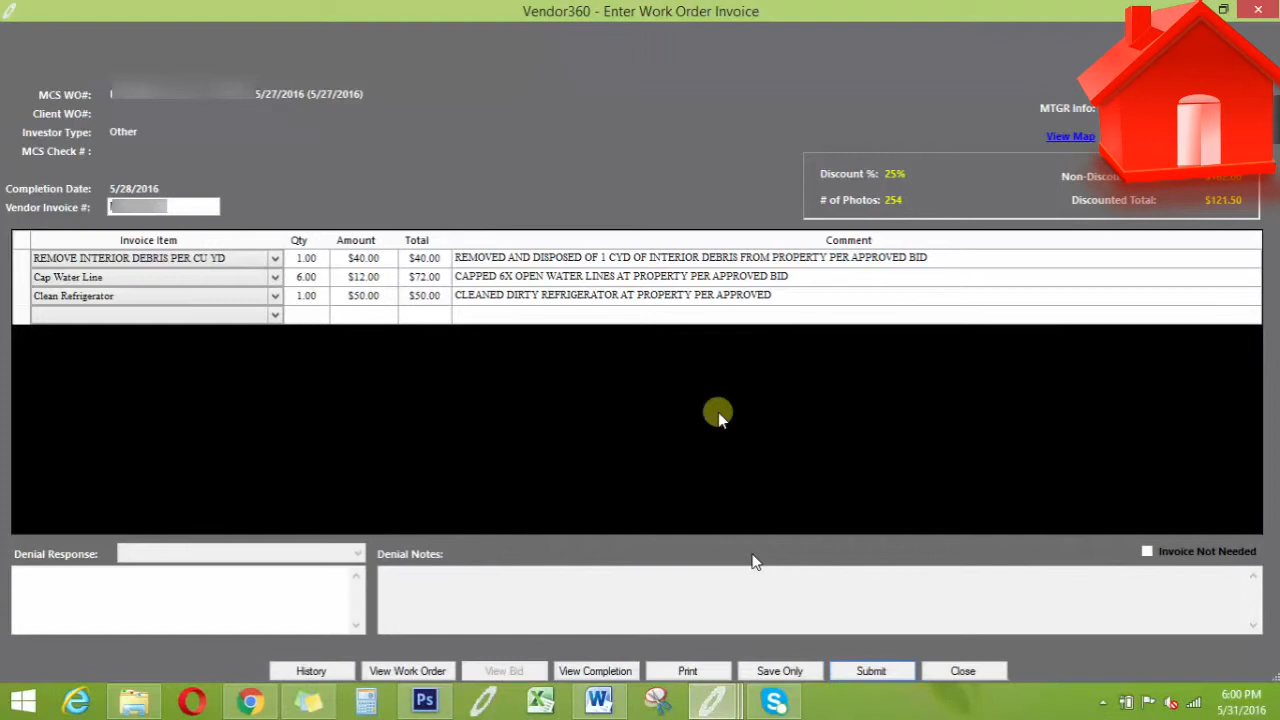 Vendor360 - Enter Work Order Invoice
MCS WO#: 5/27/2016 (5/27/2016)
Client WO#:
Investor Type: Other
MCS Check # :
MTGR Info:
View Map
Completion Date: 5/28/2016
Vendor Invoice #:
Discount %: 25%
# of Photos: 254
Discounted Total: $121.50
Invoice Item Qty Amount Total Comment
REMOVE INTERIOR DEBRIS PER CU YD 1.00 $40.00 $40.00 REMOVED AND DISPOSED OF 1 CYD OF INTERIOR DEBRIS FROM PROPERTY PER APPROVED BID
Cap Water Line 6.00 $12.00 $72.00 CAPPED 6X OPEN WATER LINES AT PROPERTY PER APPROVED BID
Clean Refrigerator 1.00 $50.00 $50.00 CLEANED DIRTY REFRIGERATOR AT PROPERTY PER APPROVED
Denial Response: Denial Notes: Invoice Not Needed
History View Work Order View Bid View Completion Print Save Only Submit Close
Ps
6:00 PM
5/31/2016